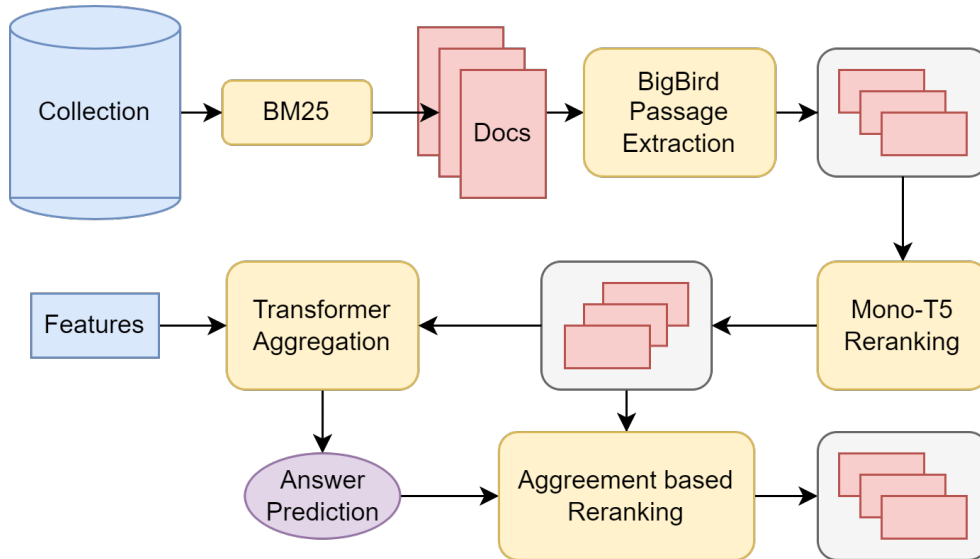 Collection
BM25
Docs
BigBird
Passage
Extraction
Features
Transformer
Aggregation
Mono-T5
Reranking
Answer
Prediction
Aggreement based
Reranking